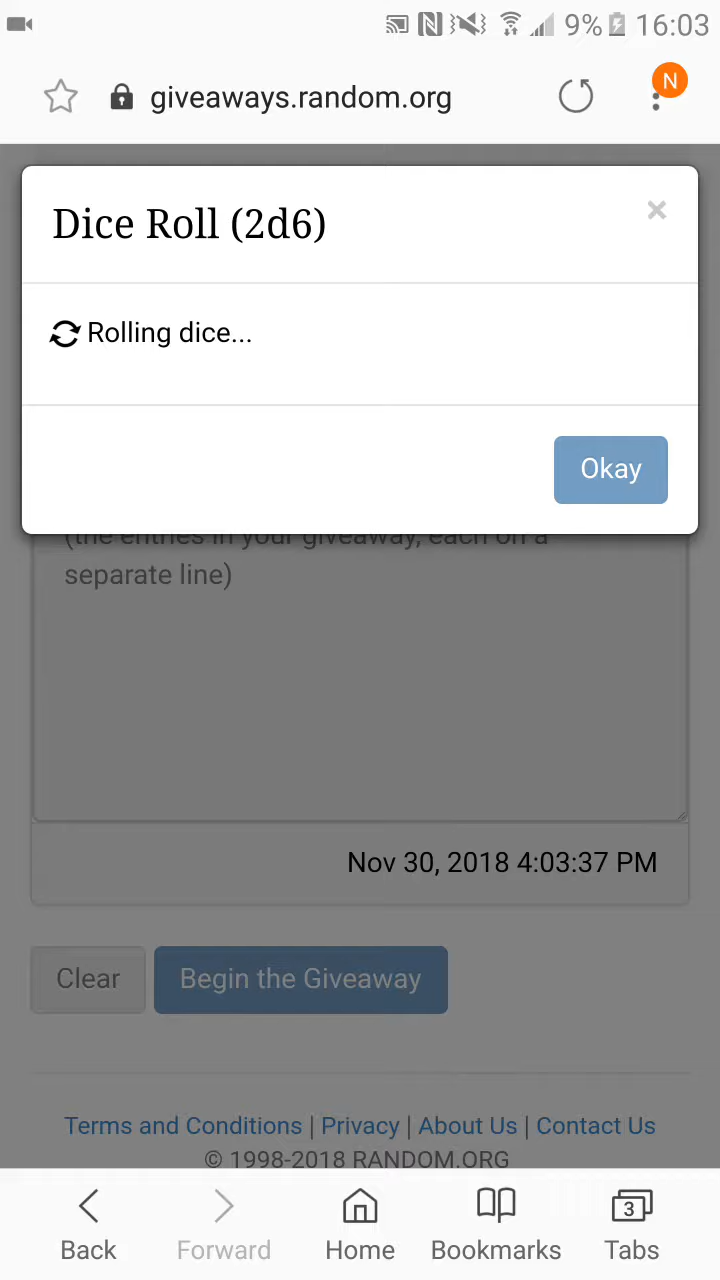 9% 16:03
giveaways.random.org
N
Dice Roll (2d6)
×
Rolling dice...
Okay
(the entries in your giveaway, each on a
separate line)
Nov 30, 2018 4:03:37 PM
Clear
Begin the Giveaway
Terms and Conditions | Privacy | About Us | Contact Us
© 1998-2018 RANDOM.ORG
3
Back
Forward
Home
Bookmarks
Tabs